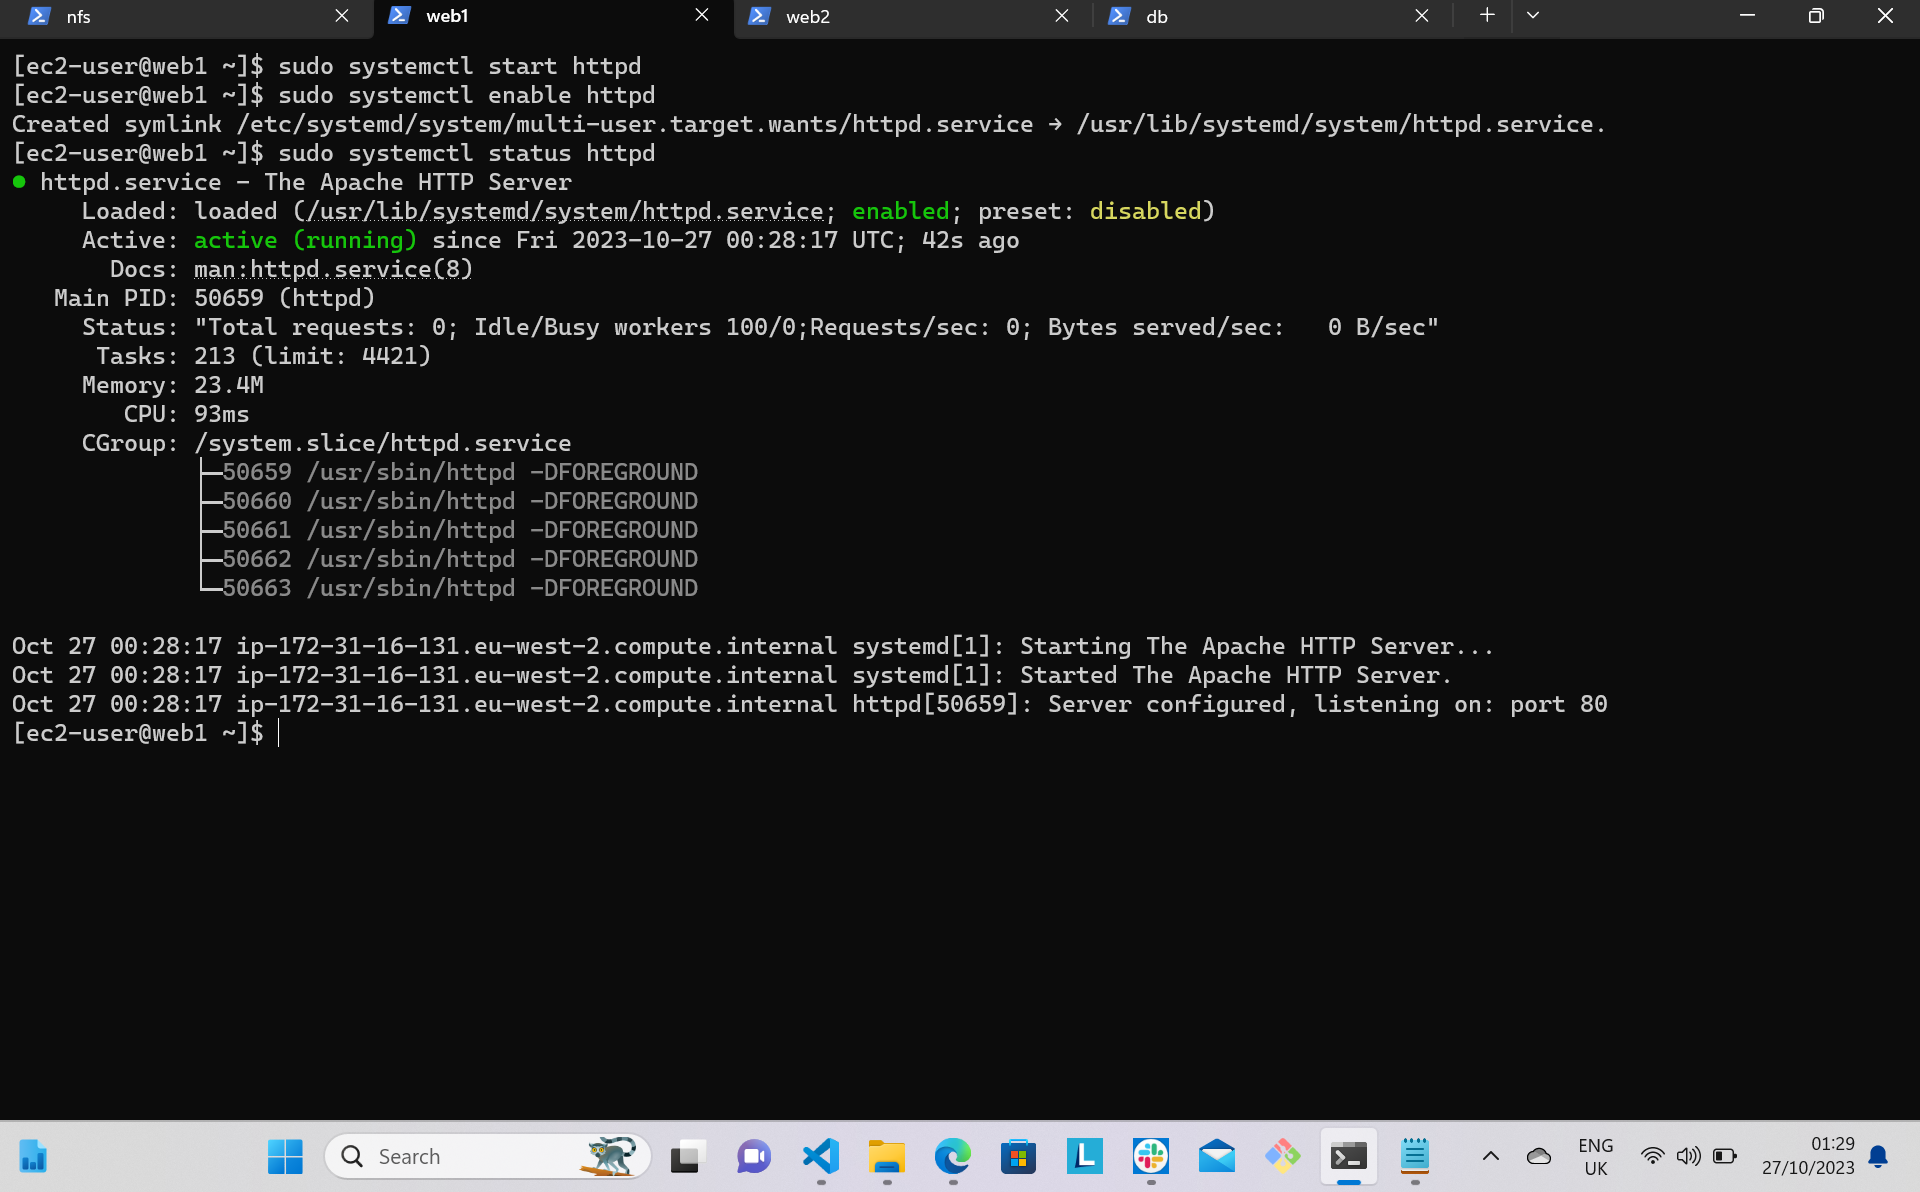 nfs
web1
web2
db
[ec2-user@web1 ~]$ sudo systemctl start httpd
[ec2-user@web1 ~]$ sudo systemctl enable httpd
Created symlink /etc/systemd/system/multi-user.target.wants/httpd.service → /usr/lib/systemd/system/httpd.service.
[ec2-user@web1 ~]$ sudo systemctl status httpd
● httpd.service - The Apache HTTP Server
Loaded: loaded (/usr/lib/systemd/system/httpd.service; enabled; preset: disabled)
Active: active (running) since Fri 2023-10-27 00:28:17 UTC; 42s ago
Docs: man:httpd.service(8)
Main PID: 50659 (httpd)
Status: "Total requests: 0; Idle/Busy workers 100/0;Requests/sec: 0; Bytes served/sec:   0 B/sec"
Tasks: 213 (limit: 4421)
Memory: 23.4M
CPU: 93ms
CGroup: /system.slice/httpd.service
├─50659 /usr/sbin/httpd -DFOREGROUND
├─50660 /usr/sbin/httpd -DFOREGROUND
├─50661 /usr/sbin/httpd -DFOREGROUND
├─50662 /usr/sbin/httpd -DFOREGROUND
└─50663 /usr/sbin/httpd -DFOREGROUND
Oct 27 00:28:17 ip-172-31-16-131.eu-west-2.compute.internal systemd[1]: Starting The Apache HTTP Server...
Oct 27 00:28:17 ip-172-31-16-131.eu-west-2.compute.internal systemd[1]: Started The Apache HTTP Server.
Oct 27 00:28:17 ip-172-31-16-131.eu-west-2.compute.internal httpd[50659]: Server configured, listening on: port 80
[ec2-user@web1 ~]$
Search
L
ENG
UK
01:29
27/10/2023